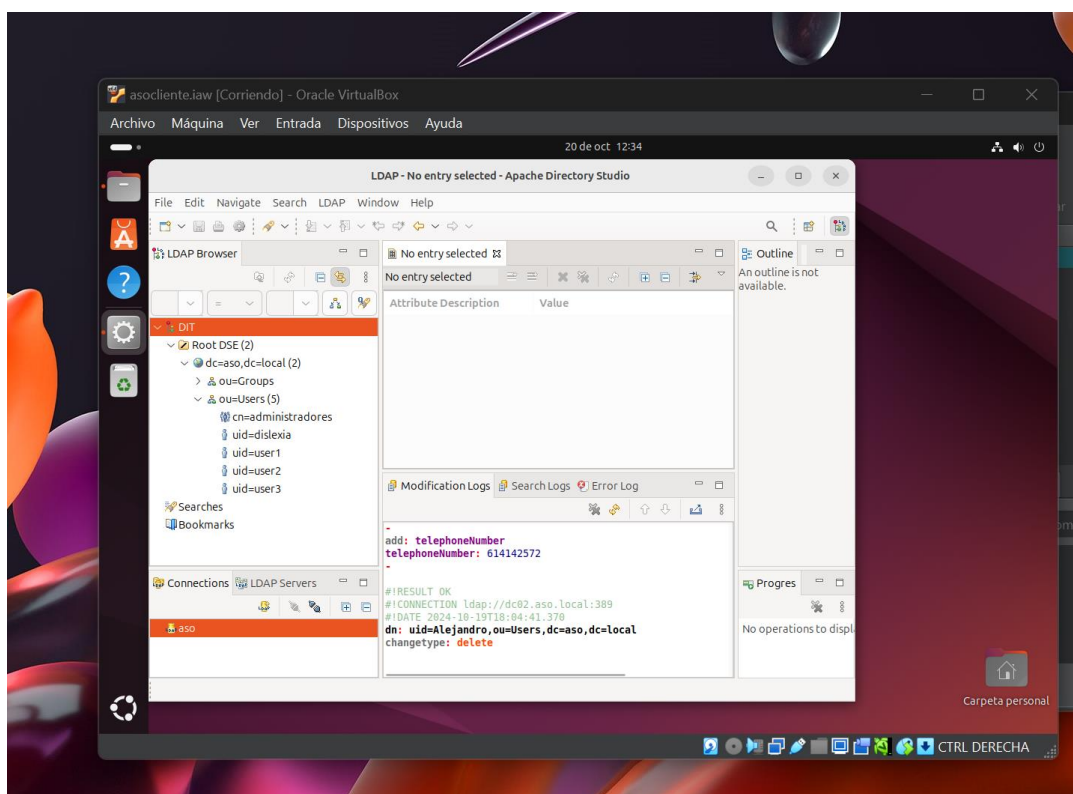 asocliente.iaw [Corriendo] - Oracle VirtualBox
Archivo Máquina Ver Entrada Dispositivos Ayuda
20 de oct 12:34
LDAP - No entry selected - Apache Directory Studio
File Edit Navigate Search LDAP Window Help
LDAP Browser
No entry selected
Outline
No entry selected
An outline is not
available.
=
Attribute Description Value
DIT
Root DSE (2)
dc=aso,dc=local (2)
ou=Groups
ou=Users (5)
cn=administradores
uid=dislexia
uid=user1
uid=user2
uid=user3
Searches
Bookmarks
Modification Logs Search Logs Error Log
-
add: telephoneNumber
telephoneNumber: 614142572
-
#!RESULT OK
#!CONNECTION ldap://dc02.aso.local:389
#!DATE 2024-10-19T18:04:41.370
dn: uid=Alejandro,ou=Users,dc=aso,dc=local
changetype: delete
Connections LDAP Servers
aso
Progres
No operations to displ
Carpeta personal
CTRL DERECHA